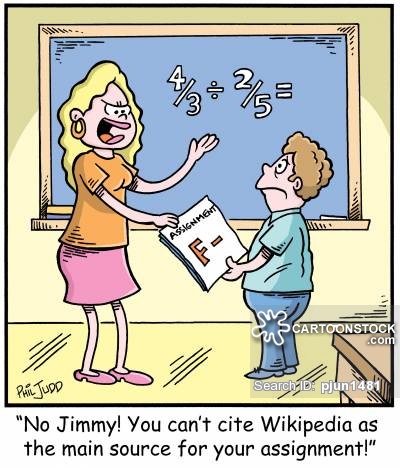 4/3 ÷ 2/5 =
ASSIGNMENT
F-
CARTOONSTOCK
.com
Search ID: pjun1481
PHIL JUDD
"No Jimmy! You can't cite Wikipedia as
the main source for your assignment!"